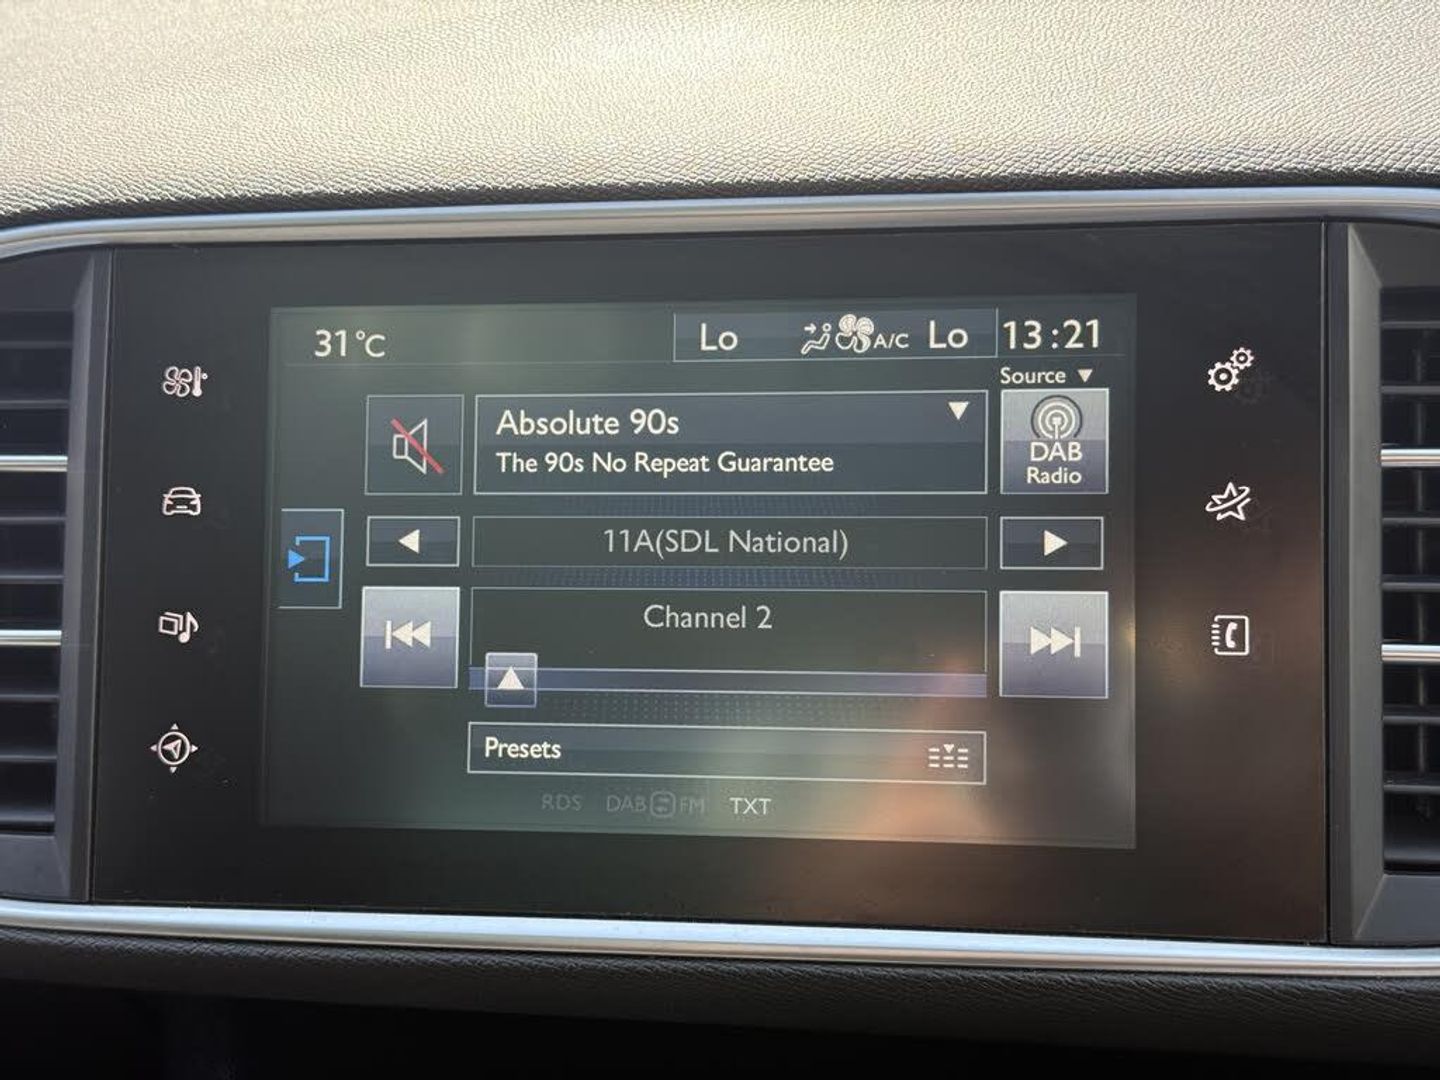 31°C
Lo
A/C
Lo
13:21
Source
Absolute 90s
The 90s No Repeat Guarantee
DAB
Radio
11A(SDL National)
Channel 2
Presets
RDS
DAB
FM
TXT